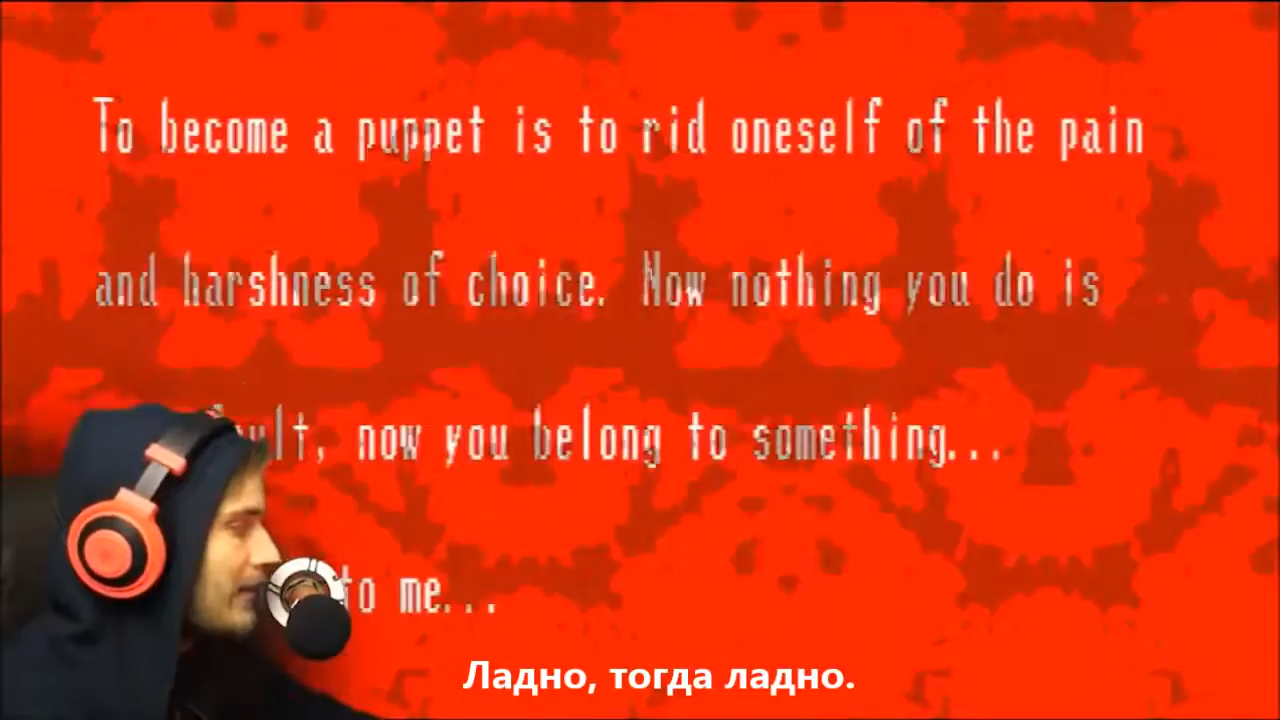 To become a puppet is to rid oneself of the pain
and harshness of choice. Now nothing you do is
now you belong to something...
to me...
Ладно, тогда ладно.